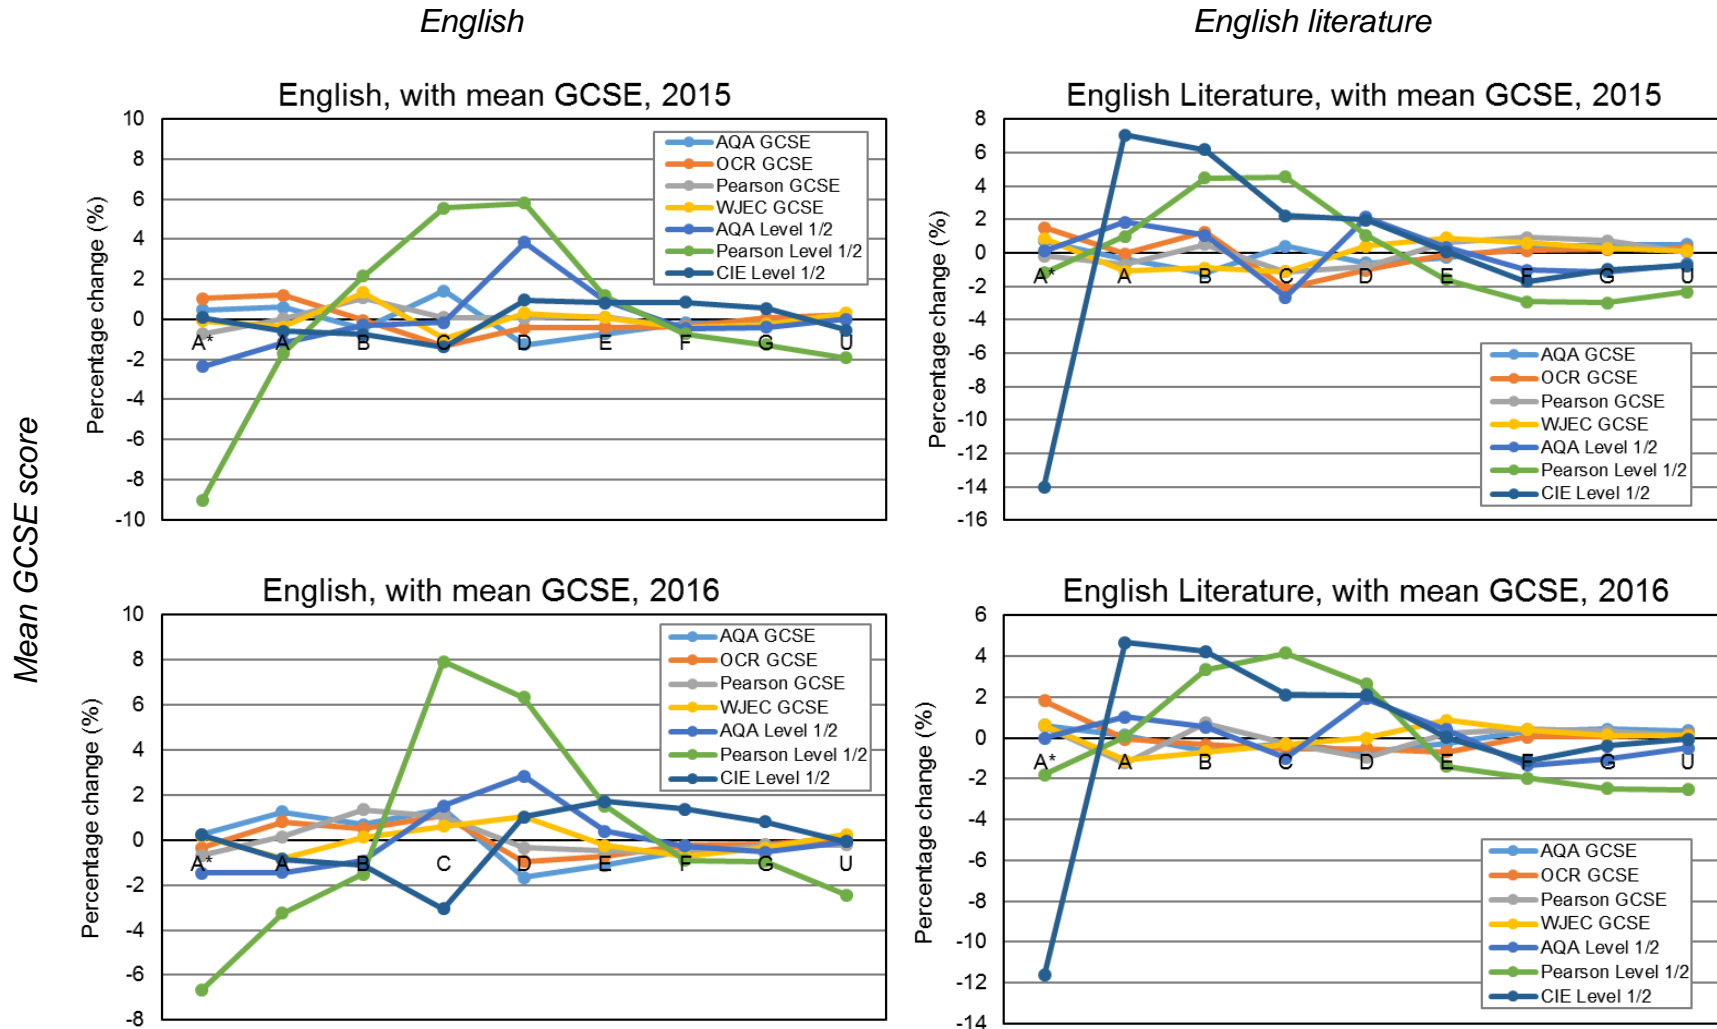 English
English literature
Mean GCSE score
English, with mean GCSE, 2015
Percentage change (%)
10
8
6
4
2
0
-2
-4
-6
-8
-10
A* A B C D E F G U
AQA GCSE
OCR GCSE
Pearson GCSE
WJEC GCSE
AQA Level 1/2
Pearson Level 1/2
CIE Level 1/2
English Literature, with mean GCSE, 2015
Percentage change (%)
8
6
4
2
0
-2
-4
-6
-8
-10
-12
-14
-16
A* A B C D E F G U
AQA GCSE
OCR GCSE
Pearson GCSE
WJEC GCSE
AQA Level 1/2
Pearson Level 1/2
CIE Level 1/2
English, with mean GCSE, 2016
Percentage change (%)
10
8
6
4
2
0
-2
-4
-6
-8
A* A B C D E F G U
AQA GCSE
OCR GCSE
Pearson GCSE
WJEC GCSE
AQA Level 1/2
Pearson Level 1/2
CIE Level 1/2
English Literature, with mean GCSE, 2016
Percentage change (%)
6
4
2
0
-2
-4
-6
-8
-10
-12
-14
A* A B C D E F G U
AQA GCSE
OCR GCSE
Pearson GCSE
WJEC GCSE
AQA Level 1/2
Pearson Level 1/2
CIE Level 1/2